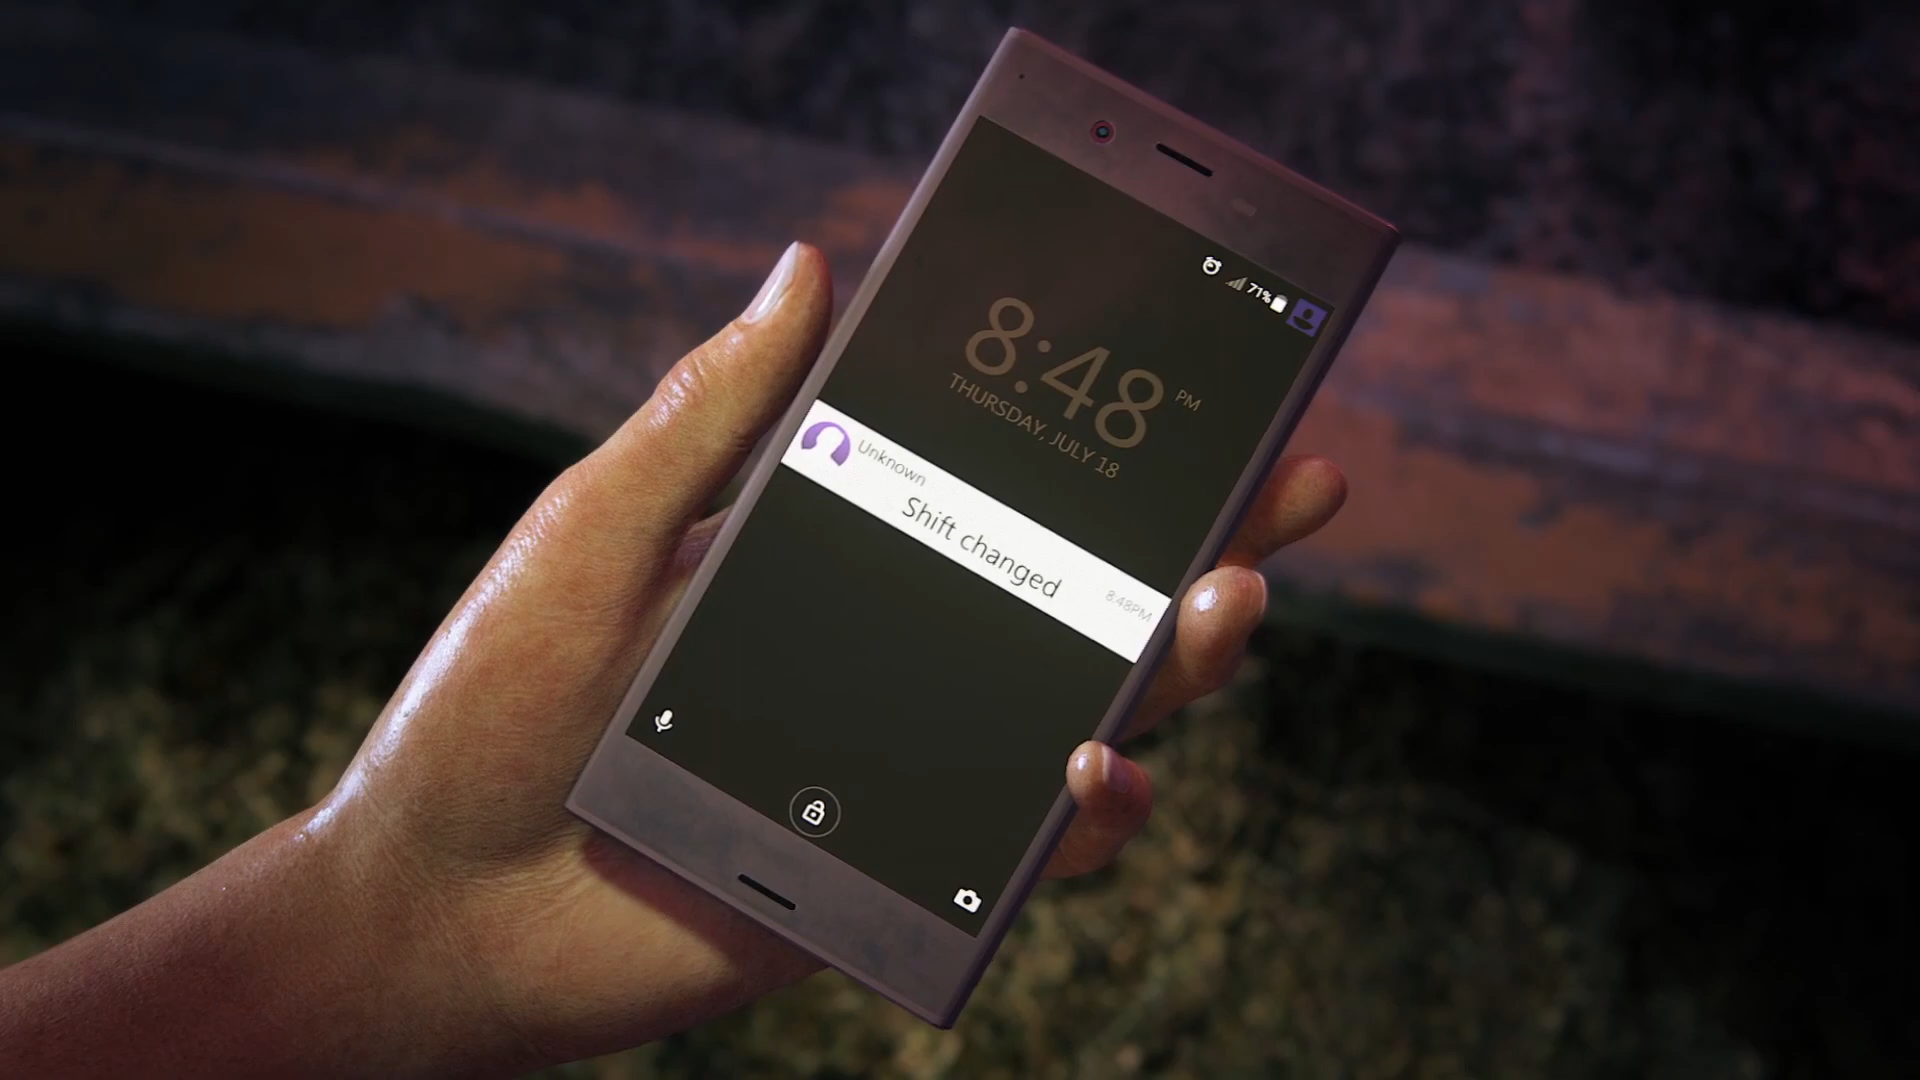 71%
8:48 PM
THURSDAY, JULY 18
Unknown
Shift changed
8:48PM